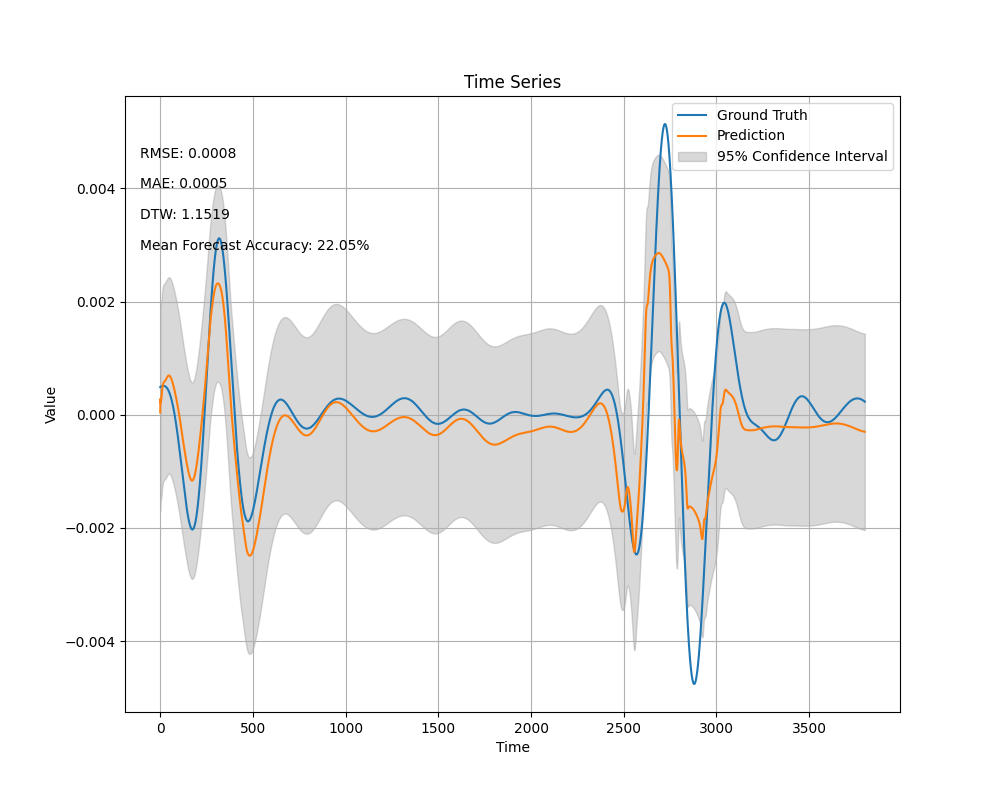 Time Series
Ground Truth
Prediction
95% Confidence Interval
RMSE: 0.0008
MAE: 0.0005
DTW: 1.1519
Mean Forecast Accuracy: 22.05%
Value
0.004
0.002
0.000
−0.002
−0.004
0 500 1000 1500 2000 2500 3000 3500
Time